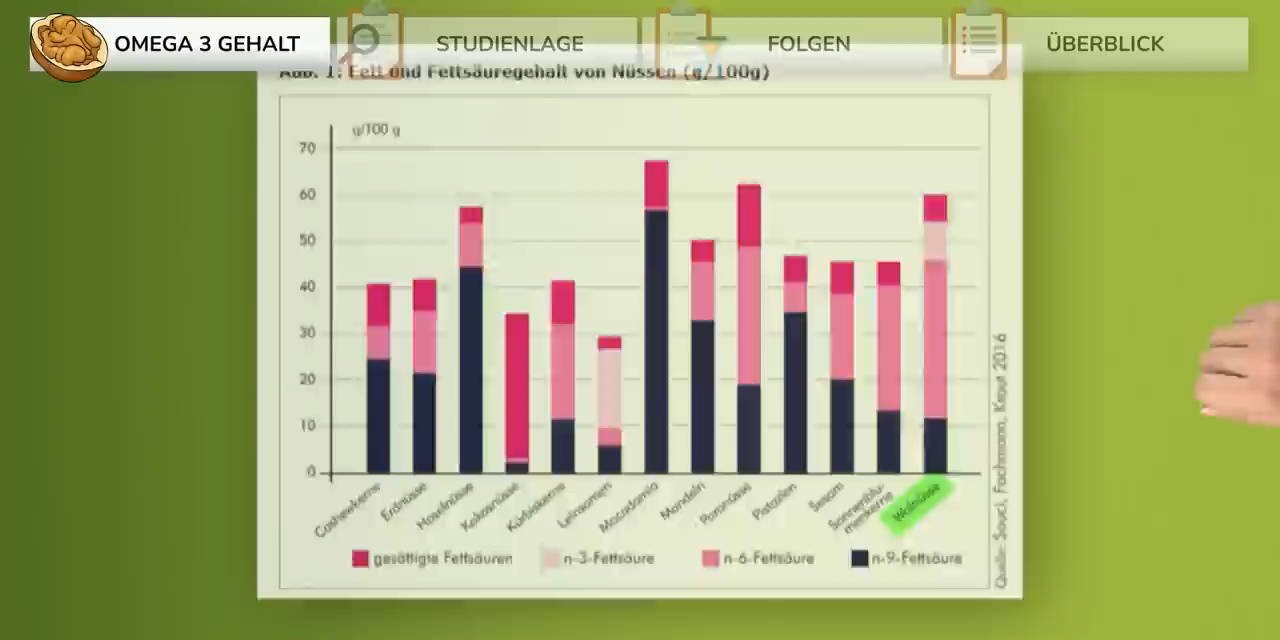 OMEGA 3 GEHALT
STUDIENLAGE
FOLGEN
ÜBERBLICK
Abb. 1: Fett und Fettsäuregehalt von Nüssen (g/100g)
g/100 g
70
60
50
40
30
20
10
0
Cashewkerne
Erdnüsse
Haselnüsse
Kokosnüsse
Kürbiskerne
Leinsamen
Macadamia
Mandeln
Paranüsse
Pistazien
Sesam
Sonnenblu-
menkerne
Walnüsse
gesättigte Fettsäuren
n-3-Fettsäure
n-6-Fettsäure
n-9-Fettsäure
Quelle: Souci, Fachmann, Kraut 2016